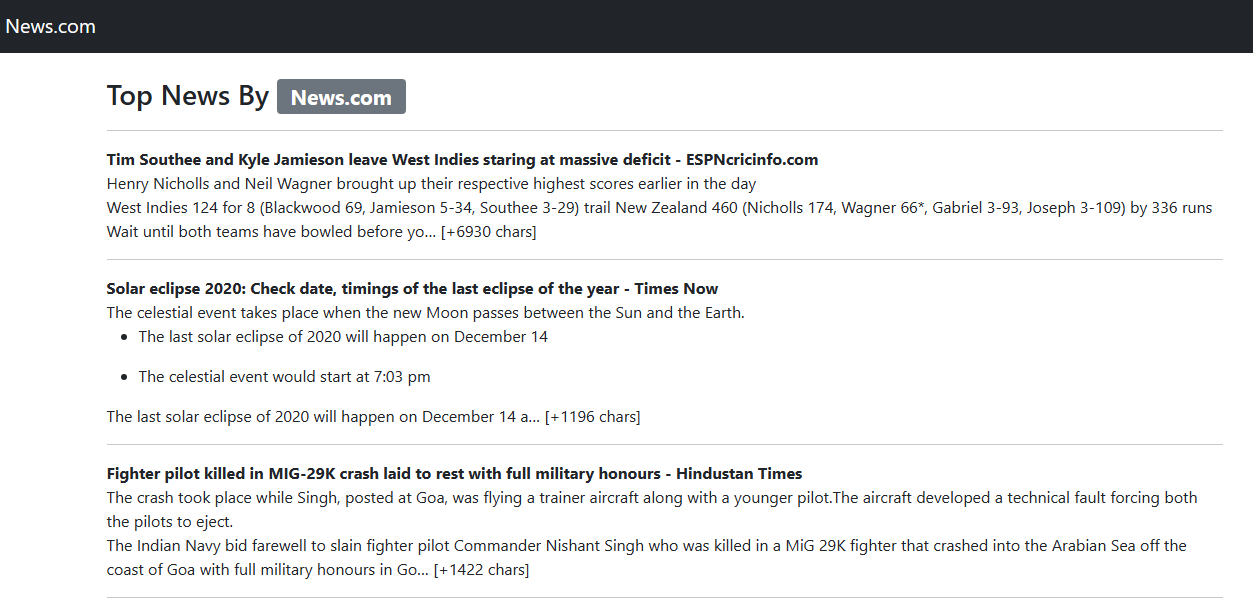 News.com
Top News By News.com
Tim Southee and Kyle Jamieson leave West Indies staring at massive deficit - ESPNcricinfo.com
Henry Nicholls and Neil Wagner brought up their respective highest scores earlier in the day
West Indies 124 for 8 (Blackwood 69, Jamieson 5-34, Southee 3-29) trail New Zealand 460 (Nicholls 174, Wagner 66*, Gabriel 3-93, Joseph 3-109) by 336 runs
Wait until both teams have bowled before yo... [+6930 chars]
Solar eclipse 2020: Check date, timings of the last eclipse of the year - Times Now
The celestial event takes place when the new Moon passes between the Sun and the Earth.
• The last solar eclipse of 2020 will happen on December 14
• The celestial event would start at 7:03 pm
The last solar eclipse of 2020 will happen on December 14 a... [+1196 chars]
Fighter pilot killed in MIG-29K crash laid to rest with full military honours - Hindustan Times
The crash took place while Singh, posted at Goa, was flying a trainer aircraft along with a younger pilot.The aircraft developed a technical fault forcing both
the pilots to eject.
The Indian Navy bid farewell to slain fighter pilot Commander Nishant Singh who was killed in a MiG 29K fighter that crashed into the Arabian Sea off the
coast of Goa with full military honours in Go... [+1422 chars]